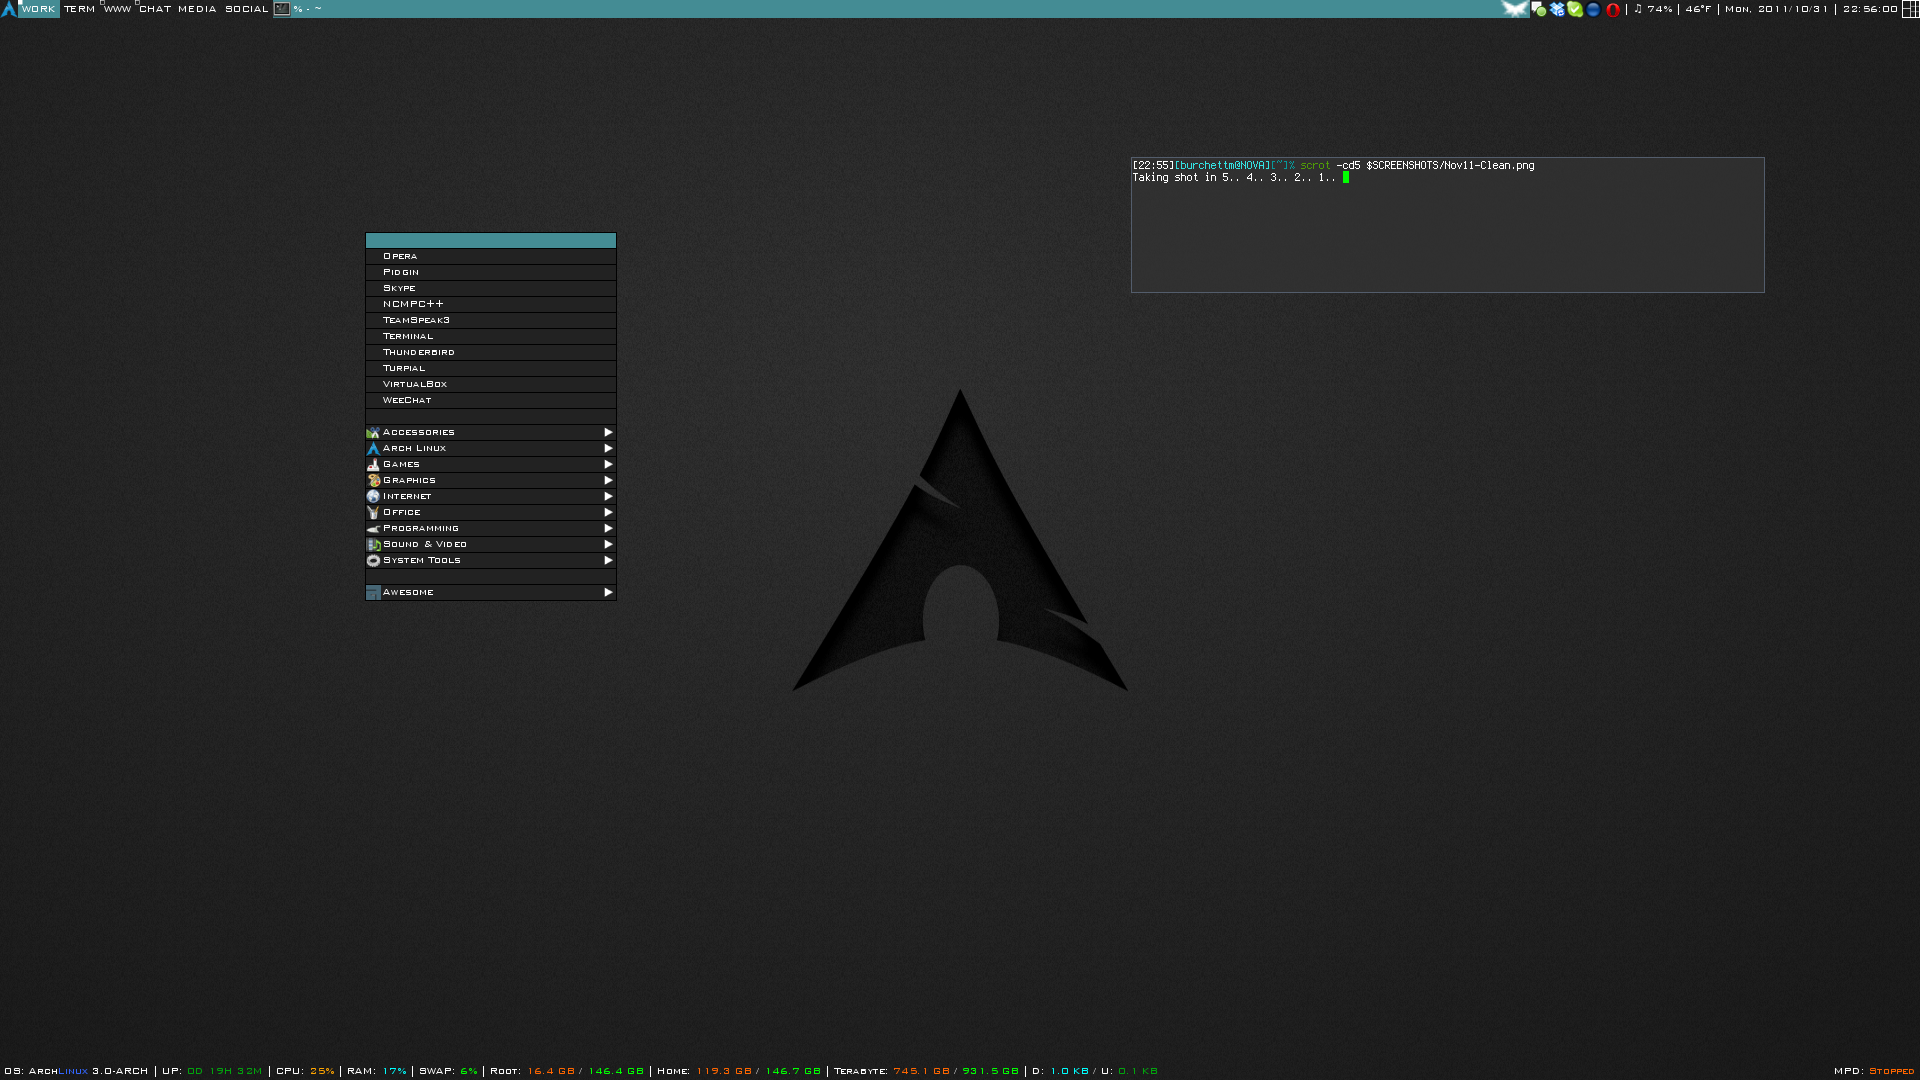 WORK TERM WWW CHAT MEDIA SOCIAL % - ~ | ♫ 74% | 46°F | Mon, 2011/10/31 | 22:56:00
[22:55][burchettm@NOVA][~]% scrot -cd5 $SCREENSHOTS/Nov11-Clean.png
Taking shot in 5.. 4.. 3.. 2.. 1..
Opera
Pidgin
Skype
NCMPC++
TeamSpeak3
Terminal
Thunderbird
Turpial
VirtualBox
WeeChat
Accessories
Arch Linux
Games
Graphics
Internet
Office
Programming
Sound & Video
System Tools
Awesome
OS: ArchLinux 3.0-ARCH | UP: 0d 19h 32m | CPU: 25% | RAM: 17% | SWAP: 6% | Root: 16.4 GB / 146.4 GB | Home: 119.3 GB / 146.7 GB | Terabyte: 745.1 GB / 931.5 GB | D: 1.0 KB / U: 0.1 KB MPD: Stopped